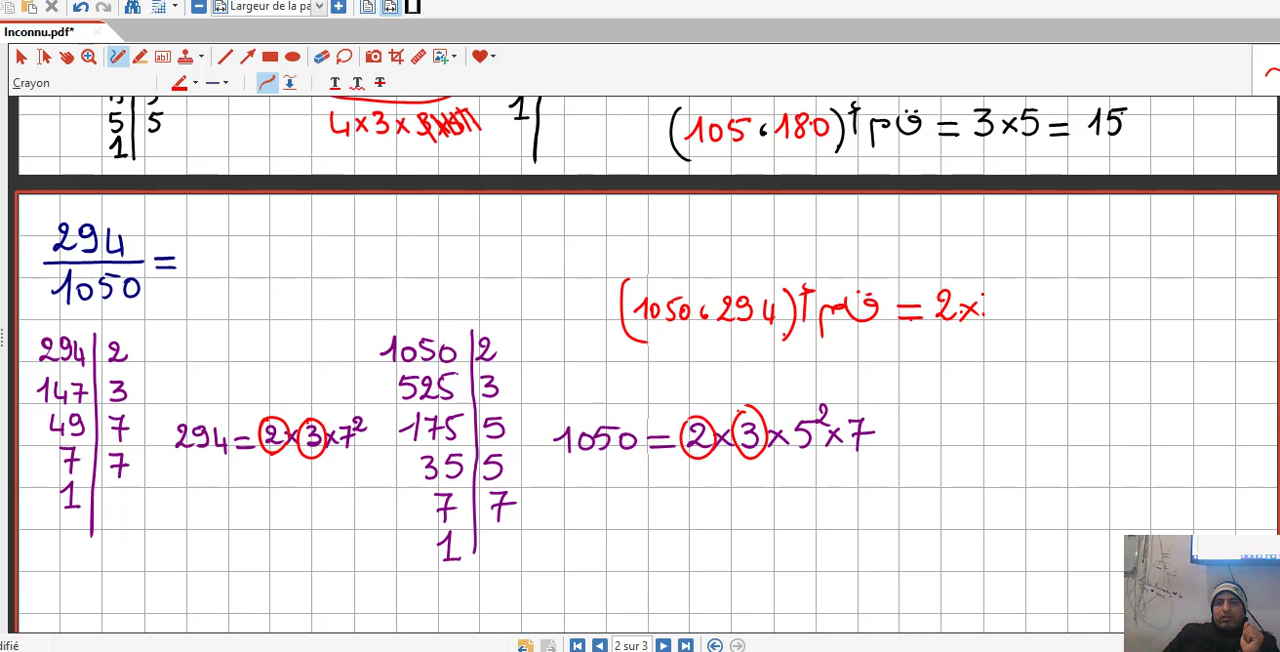 Largeur de la pa
Inconnu.pdf*
Crayon
5 5
1
4×3×
1
(105،180) ق م أ = 3×5 = 15
294
1050
=
(1050،294) ق م أ = 2×
294 2
147 3
49 7
7 7
1
294=2×3×7²
1050 2
525 3
175 5
35 5
7 7
1
1050=2×3×5²×7
difié
2 sur 3